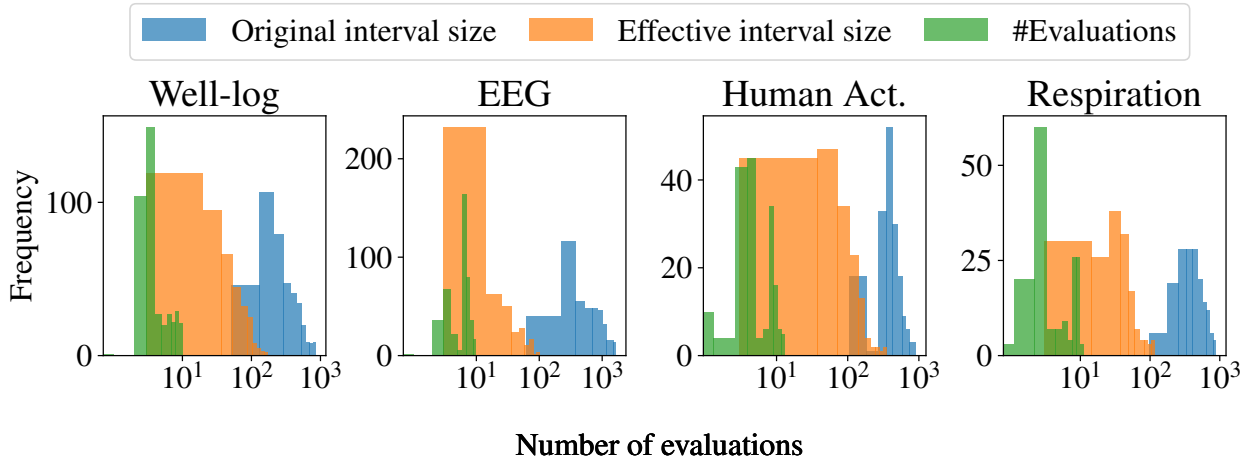 Original interval size Effective interval size #Evaluations
Well-log EEG Human Act. Respiration
Frequency
100
0
10^1 10^2 10^3
200
100
0
10^1 10^2 10^3
40
20
0
10^1 10^2 10^3
50
25
0
10^1 10^2 10^3
Number of evaluations